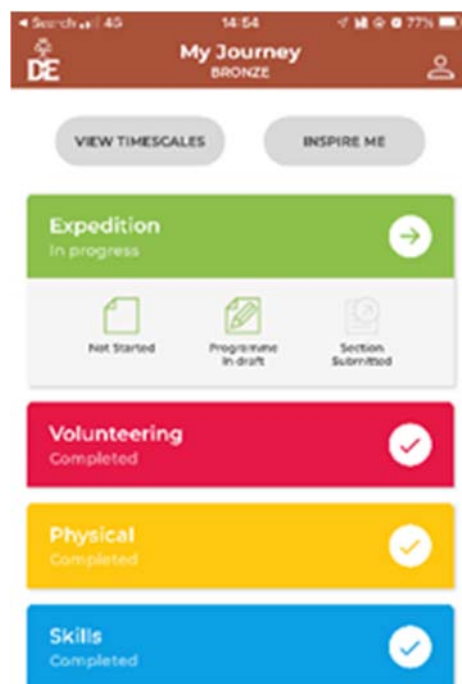 Search 4G 14:54 77%
DE
My Journey
BRONZE
VIEW TIMESCALES INSPIRE ME
Expedition
In progress
Not Started Programme Section
In draft Submitted
Volunteering
Completed
Physical
Completed
Skills
Completed